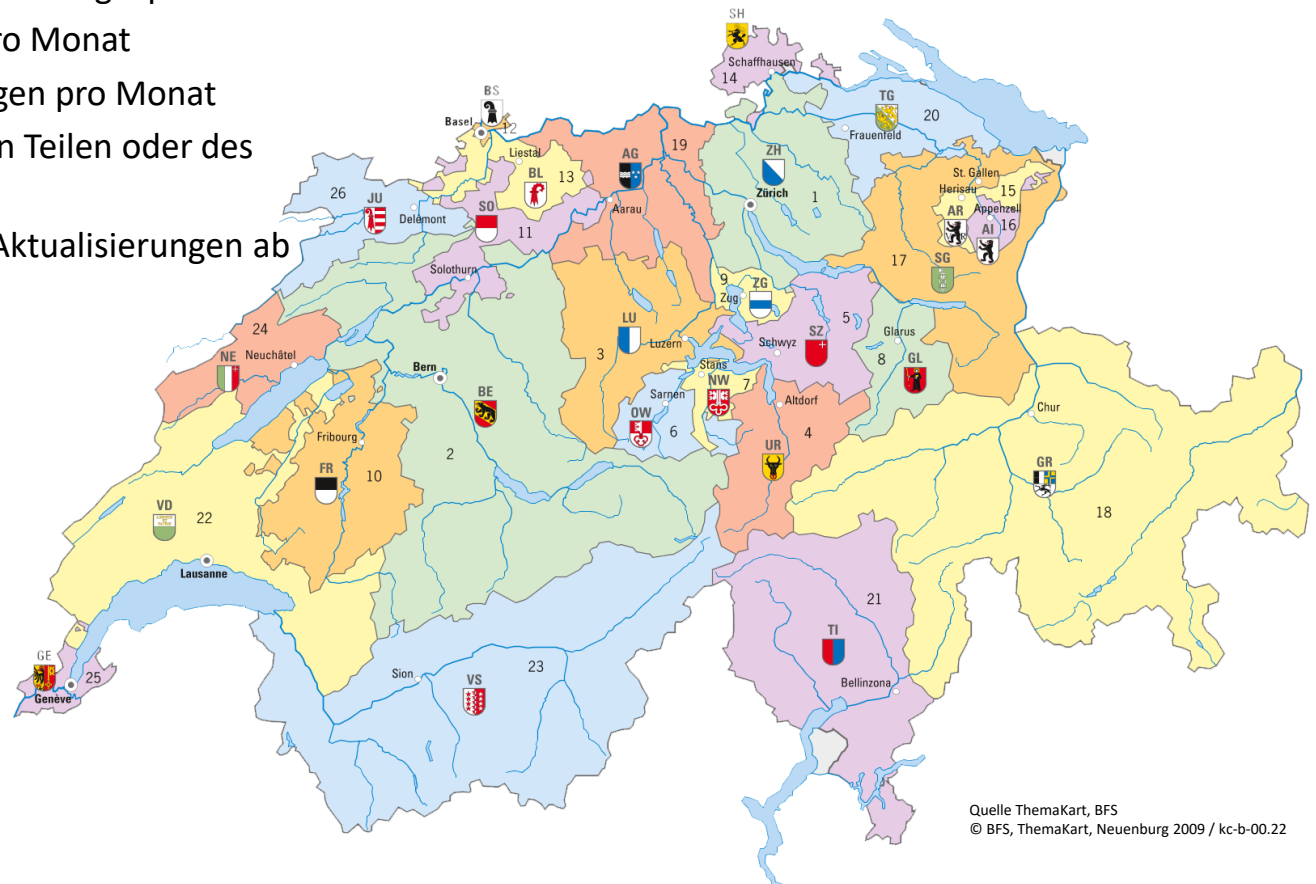 ro Monat
gen pro Monat
n Teilen oder des
Aktualisierungen ab
SH
Schaffhausen
14
BS
Basel
12
Liestal
BL
13
AG
19
Aarau
ZH
Zürich
1
TG
20
Frauenfeld
St. Gallen
Herisau
15
AR
Appenzell
16
AI
17
SG
26
JU
Delémont
SO
11
Solothurn
9
ZG
Zug
5
SZ
Schwyz
LU
Luzern
3
Glarus
8
GL
24
NE
Neuchâtel
Bern
BE
2
Stans
NW
7
Sarnen
OW
6
Altdorf
4
UR
Chur
GR
18
Fribourg
FR
10
VD
22
Lausanne
GE
25
Genève
Sion
VS
23
21
TI
Bellinzona
Quelle ThemaKart, BFS
© BFS, ThemaKart, Neuenburg 2009 / kc-b-00.22